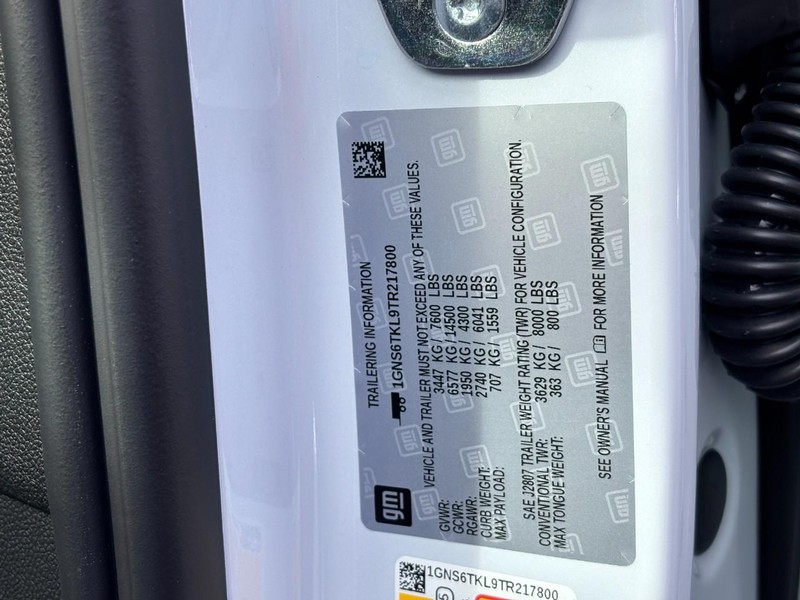 gm
TRAILERING INFORMATION
1GNS6TKL9TR217800
VEHICLE AND TRAILER MUST NOT EXCEED ANY OF THESE VALUES.
GVWR: 3447 KG / 7600 LBS
GCWR: 6577 KG / 14500 LBS
RGAWR: 1950 KG / 4300 LBS
CURB WEIGHT: 2740 KG / 6041 LBS
MAX PAYLOAD: 707 KG / 1559 LBS
SAE J2807 TRAILER WEIGHT RATING (TWR) FOR VEHICLE CONFIGURATION.
CONVENTIONAL TWR: 3629 KG / 8000 LBS
MAX TONGUE WEIGHT: 363 KG / 800 LBS
SEE OWNER'S MANUAL FOR MORE INFORMATION
1GNS6TKL9TR217800